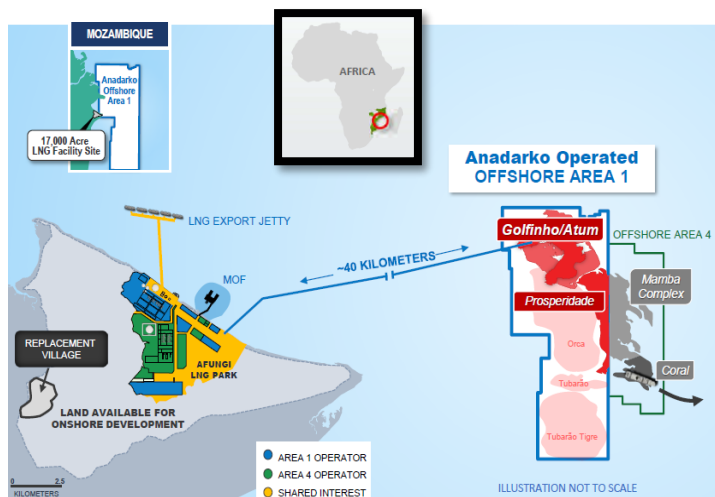 MOZAMBIQUE
Anadarko
Offshore
Area 1
17,000 Acre
LNG Facility Site
AFRICA
Anadarko Operated
OFFSHORE AREA 1
LNG EXPORT JETTY
MOF
~40 KILOMETERS
Golfinho/Atum
OFFSHORE AREA 4
Prosperidade
Mamba
Complex
Orca
Coral
Tubarão
Tubarão Tigre
REPLACEMENT
VILLAGE
AFUNGI
LNG PARK
LAND AVAILABLE FOR
ONSHORE DEVELOPMENT
AREA 1 OPERATOR
AREA 4 OPERATOR
SHARED INTEREST
0 2.5
KILOMETERS
ILLUSTRATION NOT TO SCALE